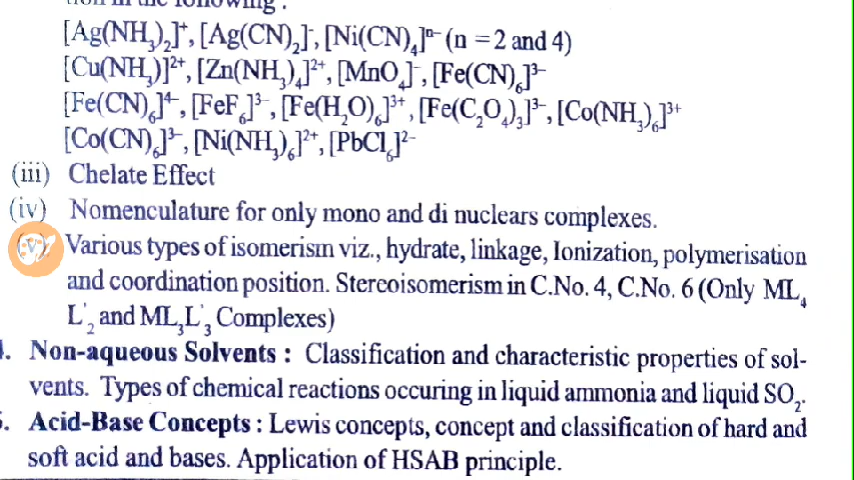 tion in the following :
[Ag(NH₃)₂]⁺, [Ag(CN)₂]⁻, [Ni(CN)₄]ⁿ⁻ (n = 2 and 4)
[Cu(NH₃)]²⁺, [Zn(NH₃)₄]²⁺, [MnO₄]⁻, [Fe(CN)₆]³⁻
[Fe(CN)₆]⁴⁻, [FeF₆]³⁻, [Fe(H₂O)₆]³⁺, [Fe(C₂O₄)₃]³⁻, [Co(NH₃)₆]³⁺
[Co(CN)₆]³⁻, [Ni(NH₃)₆]²⁺, [PbCl₆]²⁻
(iii) Chelate Effect
(iv) Nomenculature for only mono and di nuclears complexes.
(v) Various types of isomerism viz., hydrate, linkage, Ionization, polymerisation
and coordination position. Stereoisomerism in C.No. 4, C.No. 6 (Only ML₄
L'₂ and ML₃L'₃ Complexes)
. Non-aqueous Solvents : Classification and characteristic properties of sol-
vents. Types of chemical reactions occuring in liquid ammonia and liquid SO₂.
. Acid-Base Concepts : Lewis concepts, concept and classification of hard and
soft acid and bases. Application of HSAB principle.